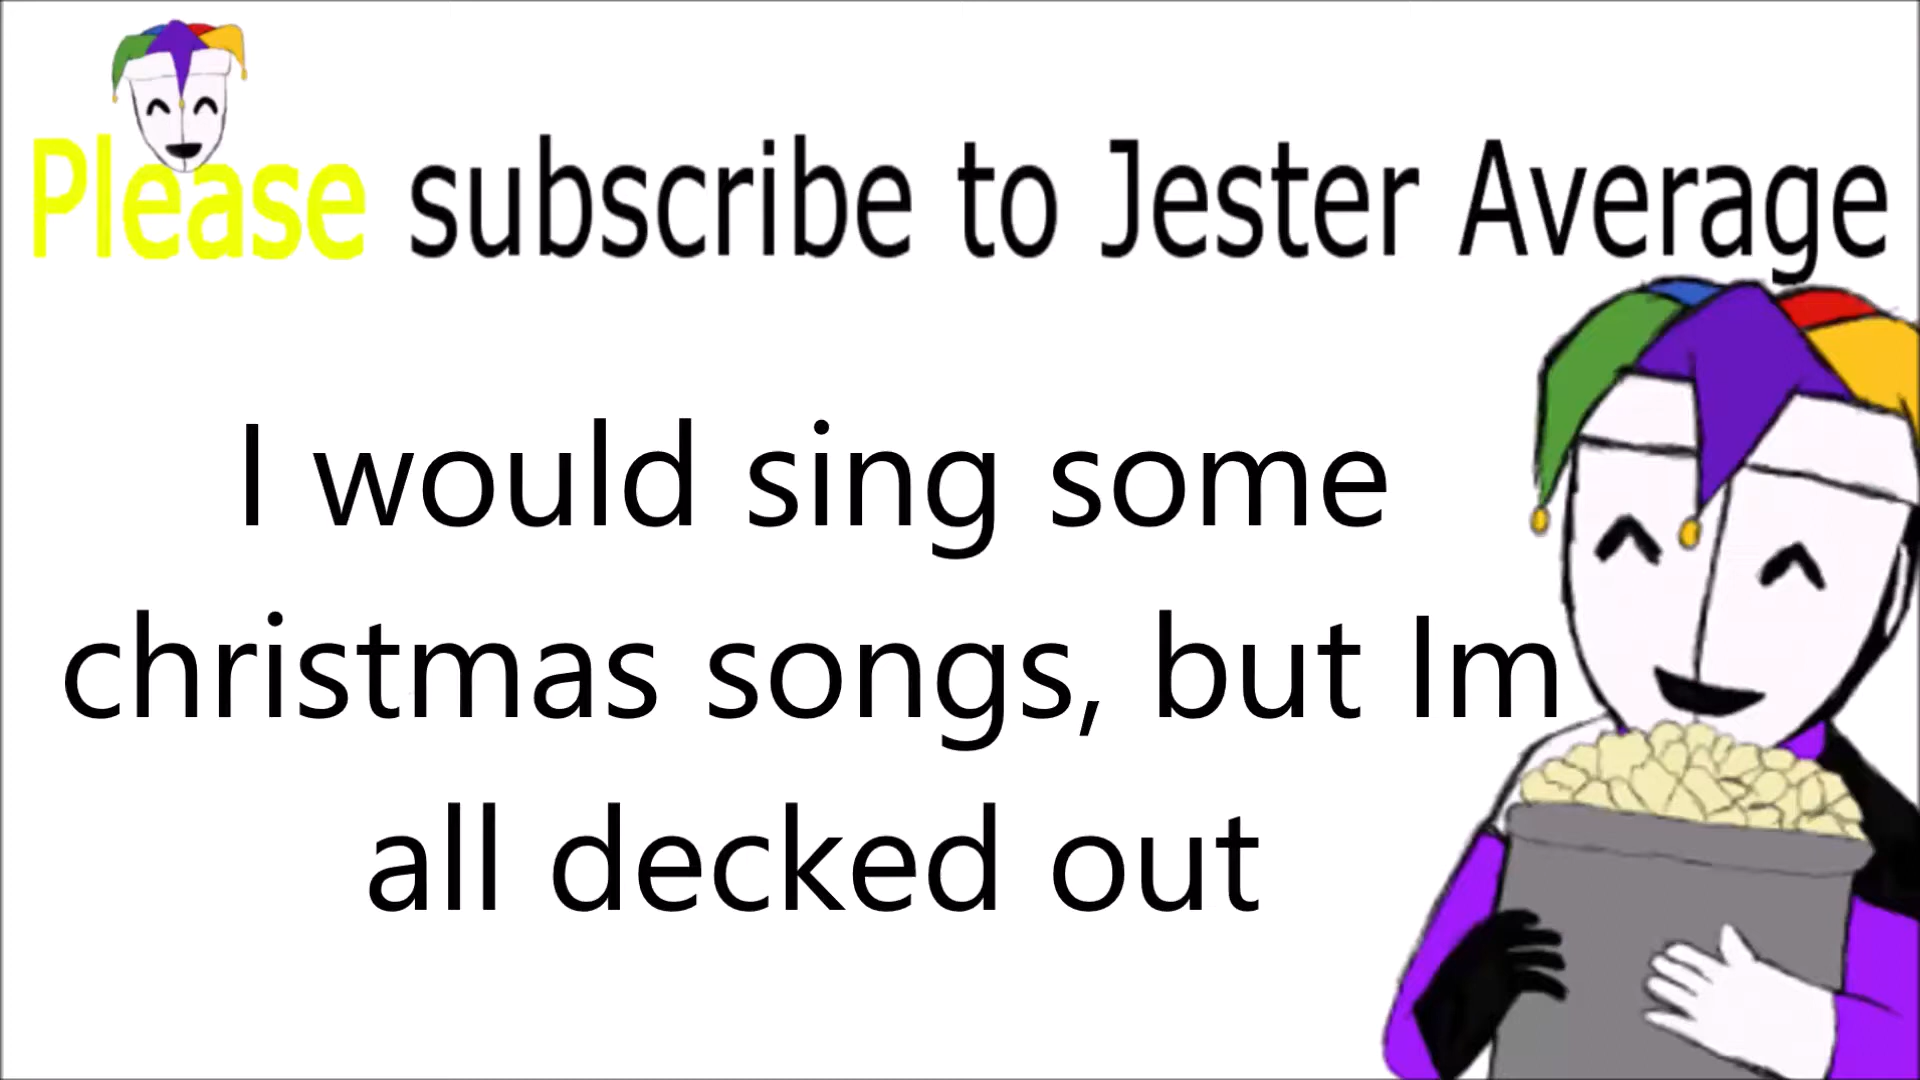 Please subscribe to Jester Average
I would sing some
christmas songs, but Im
all decked out